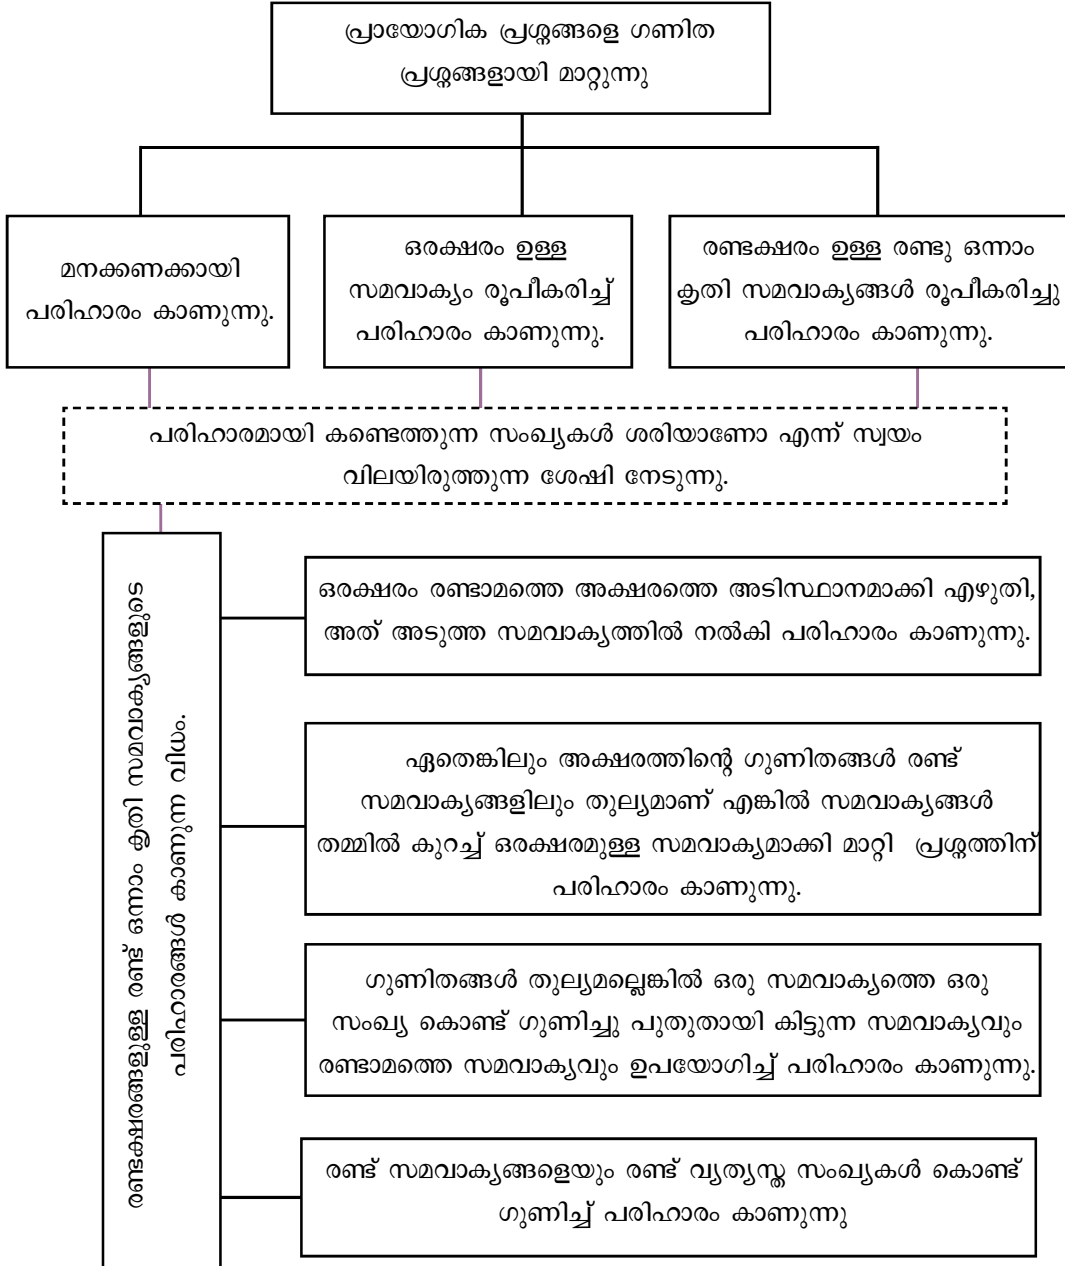 പ്രായോഗിക പ്രശ്നങ്ങളെ ഗണിത
പ്രശ്നങ്ങളായി മാറ്റുന്നു
മനക്കണക്കായി
പരിഹാരം കാണുന്നു.
ഒരക്ഷരം ഉള്ള
സമവാക്യം രൂപീകരിച്ച്
പരിഹാരം കാണുന്നു.
രണ്ടക്ഷരം ഉള്ള രണ്ടു ഒന്നാം
കൃതി സമവാക്യങ്ങൾ രൂപീകരിച്ചു
പരിഹാരം കാണുന്നു.
പരിഹാരമായി കണ്ടെത്തുന്ന സംഖ്യകൾ ശരിയാണോ എന്ന് സ്വയം
വിലയിരുത്തുന്ന ശേഷി നേടുന്നു.
രണ്ടക്ഷരങ്ങളുള്ള രണ്ട് ഒന്നാം കൃതി സമവാക്യങ്ങളുടെ
പരിഹാരങ്ങൾ കാണുന്ന വിധം.
ഒരക്ഷരം രണ്ടാമത്തെ അക്ഷരത്തെ അടിസ്ഥാനമാക്കി എഴുതി,
അത് അടുത്ത സമവാക്യത്തിൽ നൽകി പരിഹാരം കാണുന്നു.
ഏതെങ്കിലും അക്ഷരത്തിന്റെ ഗുണിതങ്ങൾ രണ്ട്
സമവാക്യങ്ങളിലും തുല്യമാണ് എങ്കിൽ സമവാക്യങ്ങൾ
തമ്മിൽ കുറച്ച് ഒരക്ഷരമുള്ള സമവാക്യമാക്കി മാറ്റി പ്രശ്നത്തിന്
പരിഹാരം കാണുന്നു.
ഗുണിതങ്ങൾ തുല്യമല്ലെങ്കിൽ ഒരു സമവാക്യത്തെ ഒരു
സംഖ്യ കൊണ്ട് ഗുണിച്ചു പുതുതായി കിട്ടുന്ന സമവാക്യവും
രണ്ടാമത്തെ സമവാക്യവും ഉപയോഗിച്ച് പരിഹാരം കാണുന്നു.
രണ്ട് സമവാക്യങ്ങളെയും രണ്ട് വ്യത്യസ്ത സംഖ്യകൾ കൊണ്ട്
ഗുണിച്ച് പരിഹാരം കാണുന്നു